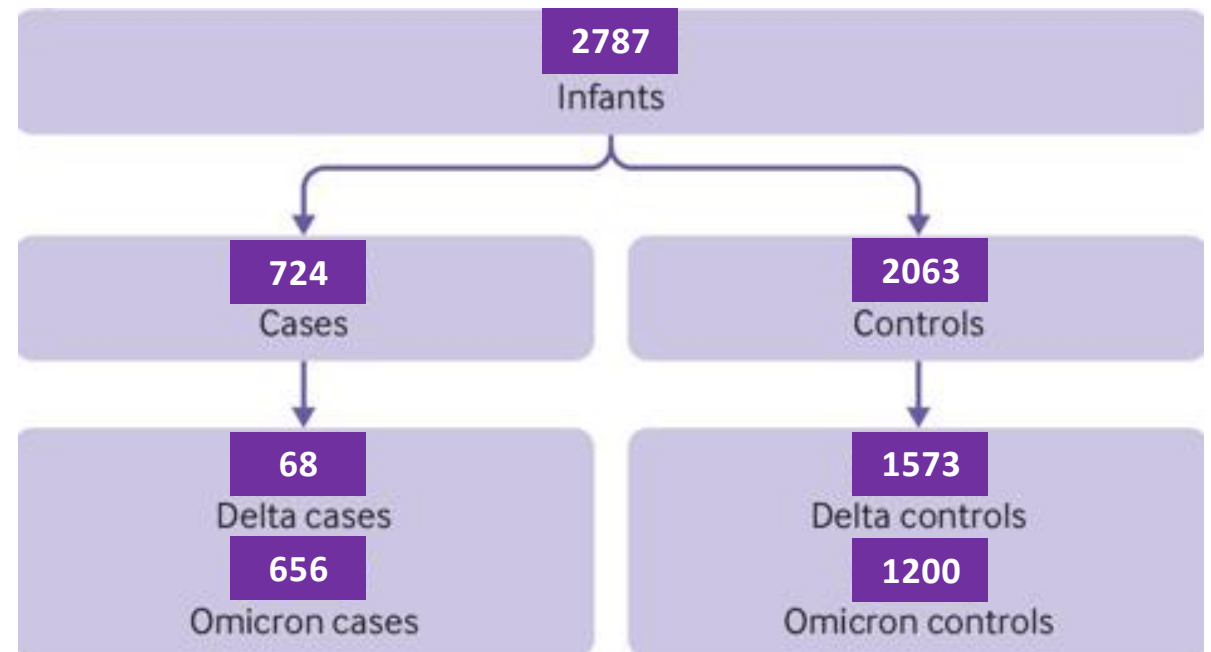 2787
Infants
724
Cases
2063
Controls
68
Delta cases
656
Omicron cases
1573
Delta controls
1200
Omicron controls